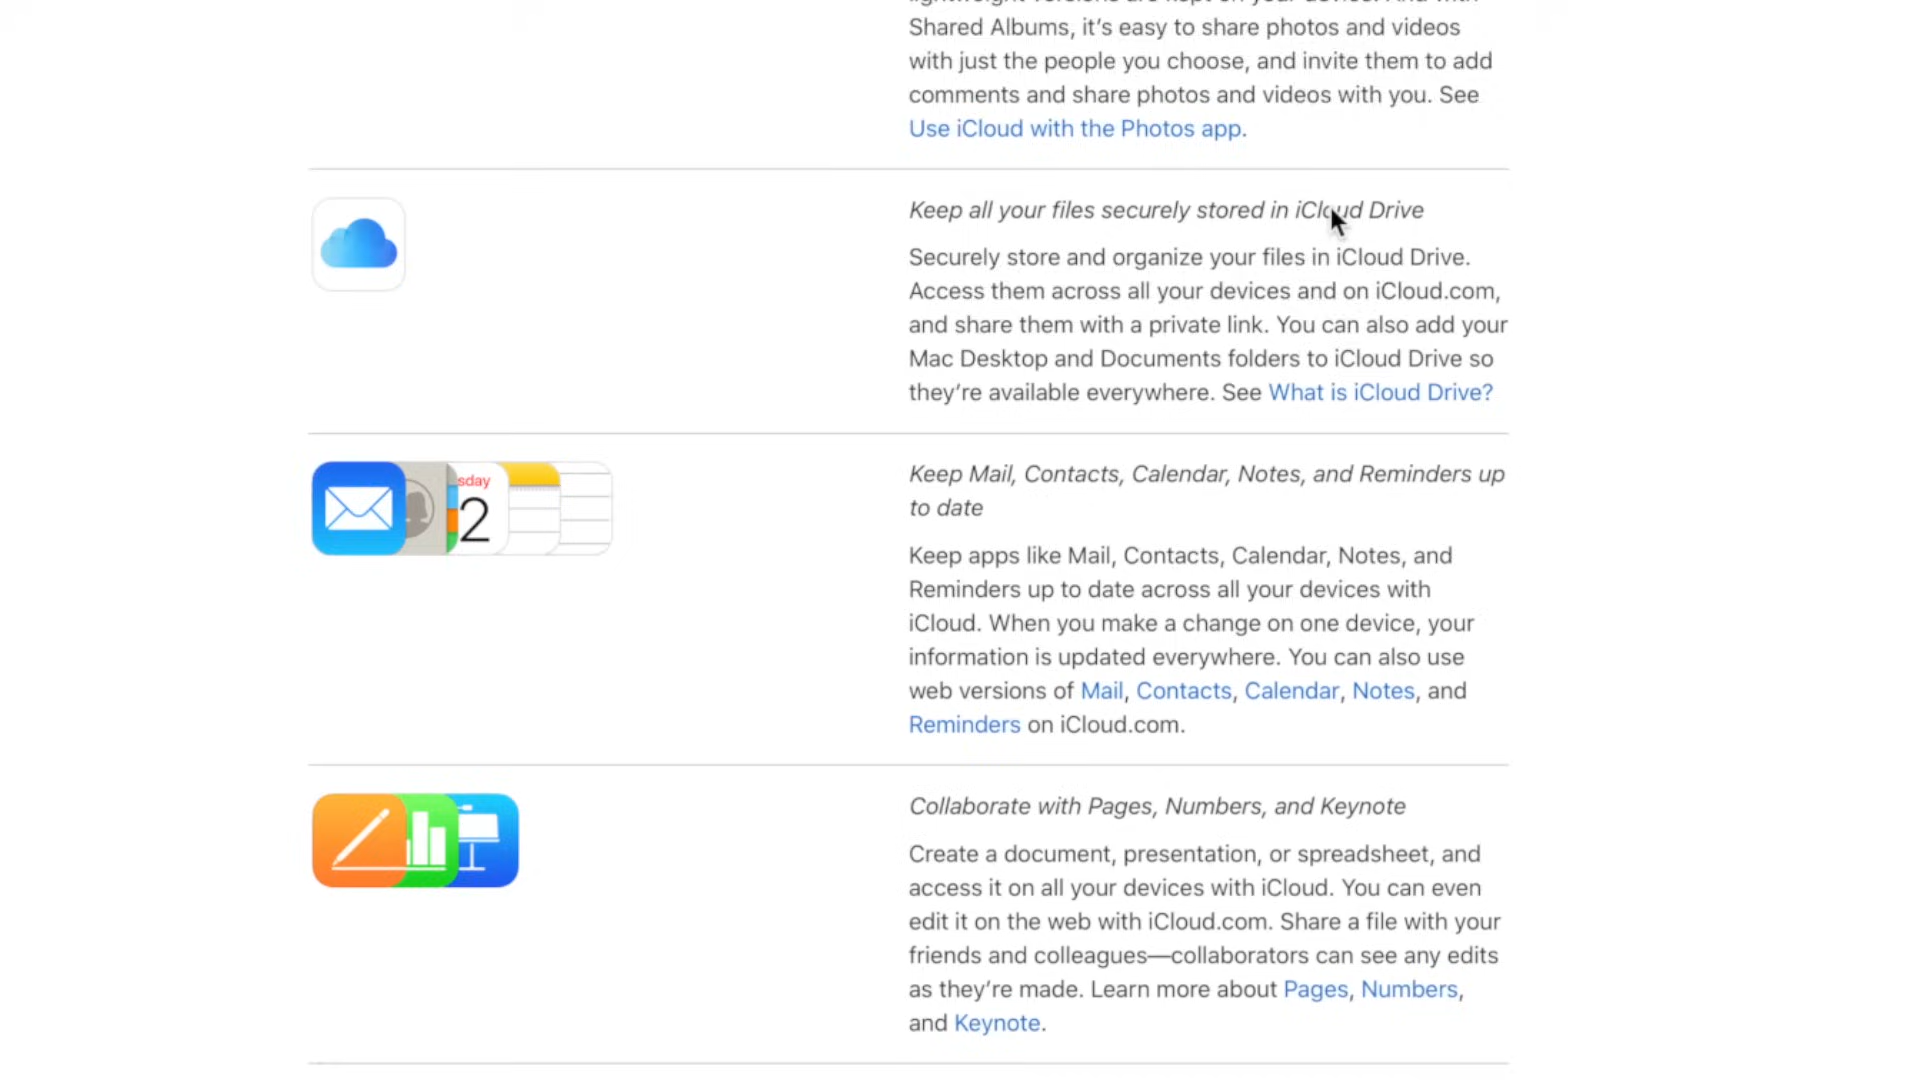 Shared Albums, it's easy to share photos and videos
with just the people you choose, and invite them to add
comments and share photos and videos with you. See
Use iCloud with the Photos app.
Keep all your files securely stored in iCloud Drive
Securely store and organize your files in iCloud Drive.
Access them across all your devices and on iCloud.com,
and share them with a private link. You can also add your
Mac Desktop and Documents folders to iCloud Drive so
they're available everywhere. See What is iCloud Drive?
sday
2
Keep Mail, Contacts, Calendar, Notes, and Reminders up
to date
Keep apps like Mail, Contacts, Calendar, Notes, and
Reminders up to date across all your devices with
iCloud. When you make a change on one device, your
information is updated everywhere. You can also use
web versions of Mail, Contacts, Calendar, Notes, and
Reminders on iCloud.com.
Collaborate with Pages, Numbers, and Keynote
Create a document, presentation, or spreadsheet, and
access it on all your devices with iCloud. You can even
edit it on the web with iCloud.com. Share a file with your
friends and colleagues—collaborators can see any edits
as they're made. Learn more about Pages, Numbers,
and Keynote.